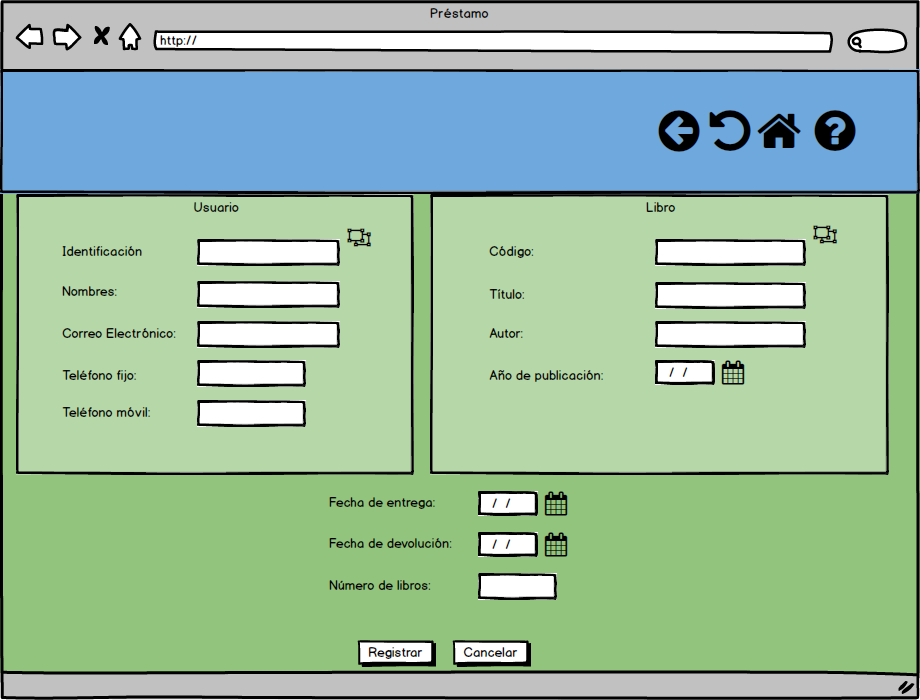 Préstamo
http://
Usuario
Identificación
Nombres:
Correo Electrónico:
Teléfono fijo:
Teléfono móvil:
Libro
Código:
Título:
Autor:
Año de publicación:
/ /
Fecha de entrega:
/ /
Fecha de devolución:
/ /
Número de libros:
Registrar
Cancelar